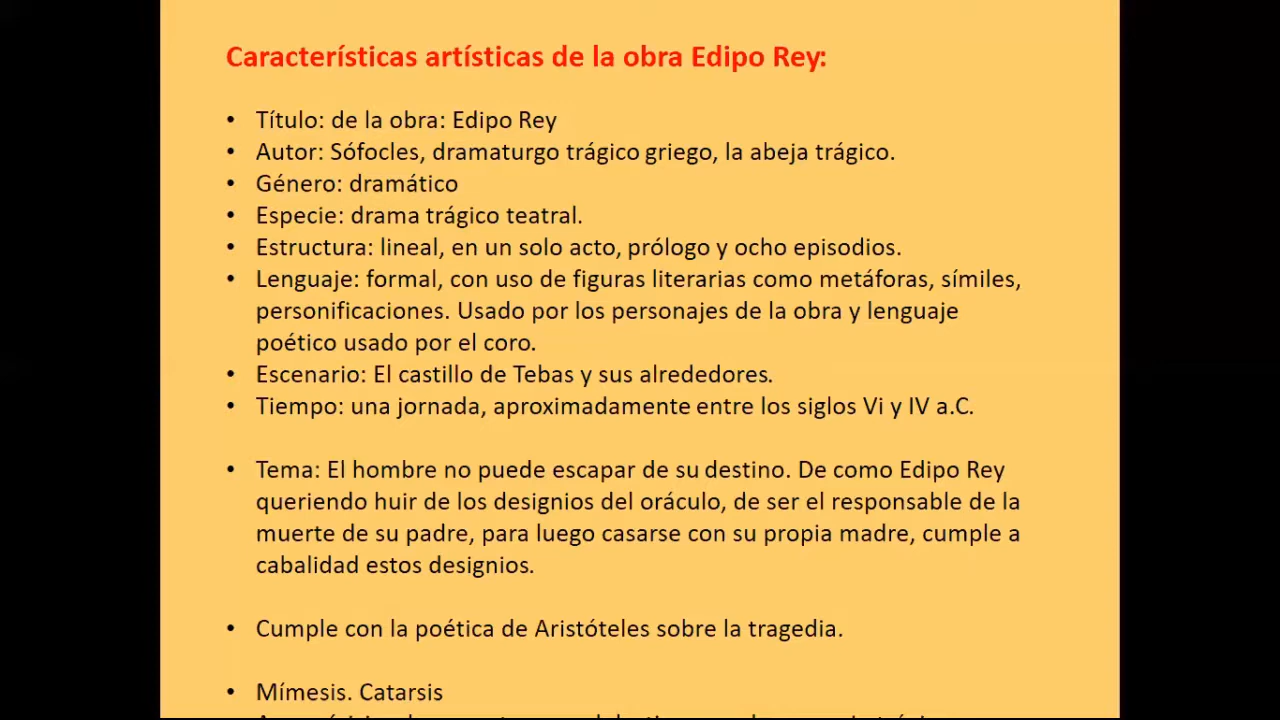 Características artísticas de la obra Edipo Rey:
• Título: de la obra: Edipo Rey
• Autor: Sófocles, dramaturgo trágico griego, la abeja trágico.
• Género: dramático
• Especie: drama trágico teatral.
• Estructura: lineal, en un solo acto, prólogo y ocho episodios.
• Lenguaje: formal, con uso de figuras literarias como metáforas, símiles,
personificaciones. Usado por los personajes de la obra y lenguaje
poético usado por el coro.
• Escenario: El castillo de Tebas y sus alrededores.
• Tiempo: una jornada, aproximadamente entre los siglos Vi y IV a.C.
• Tema: El hombre no puede escapar de su destino. De como Edipo Rey
queriendo huir de los designios del oráculo, de ser el responsable de la
muerte de su padre, para luego casarse con su propia madre, cumple a
cabalidad estos designios.
• Cumple con la poética de Aristóteles sobre la tragedia.
• Mímesis. Catarsis